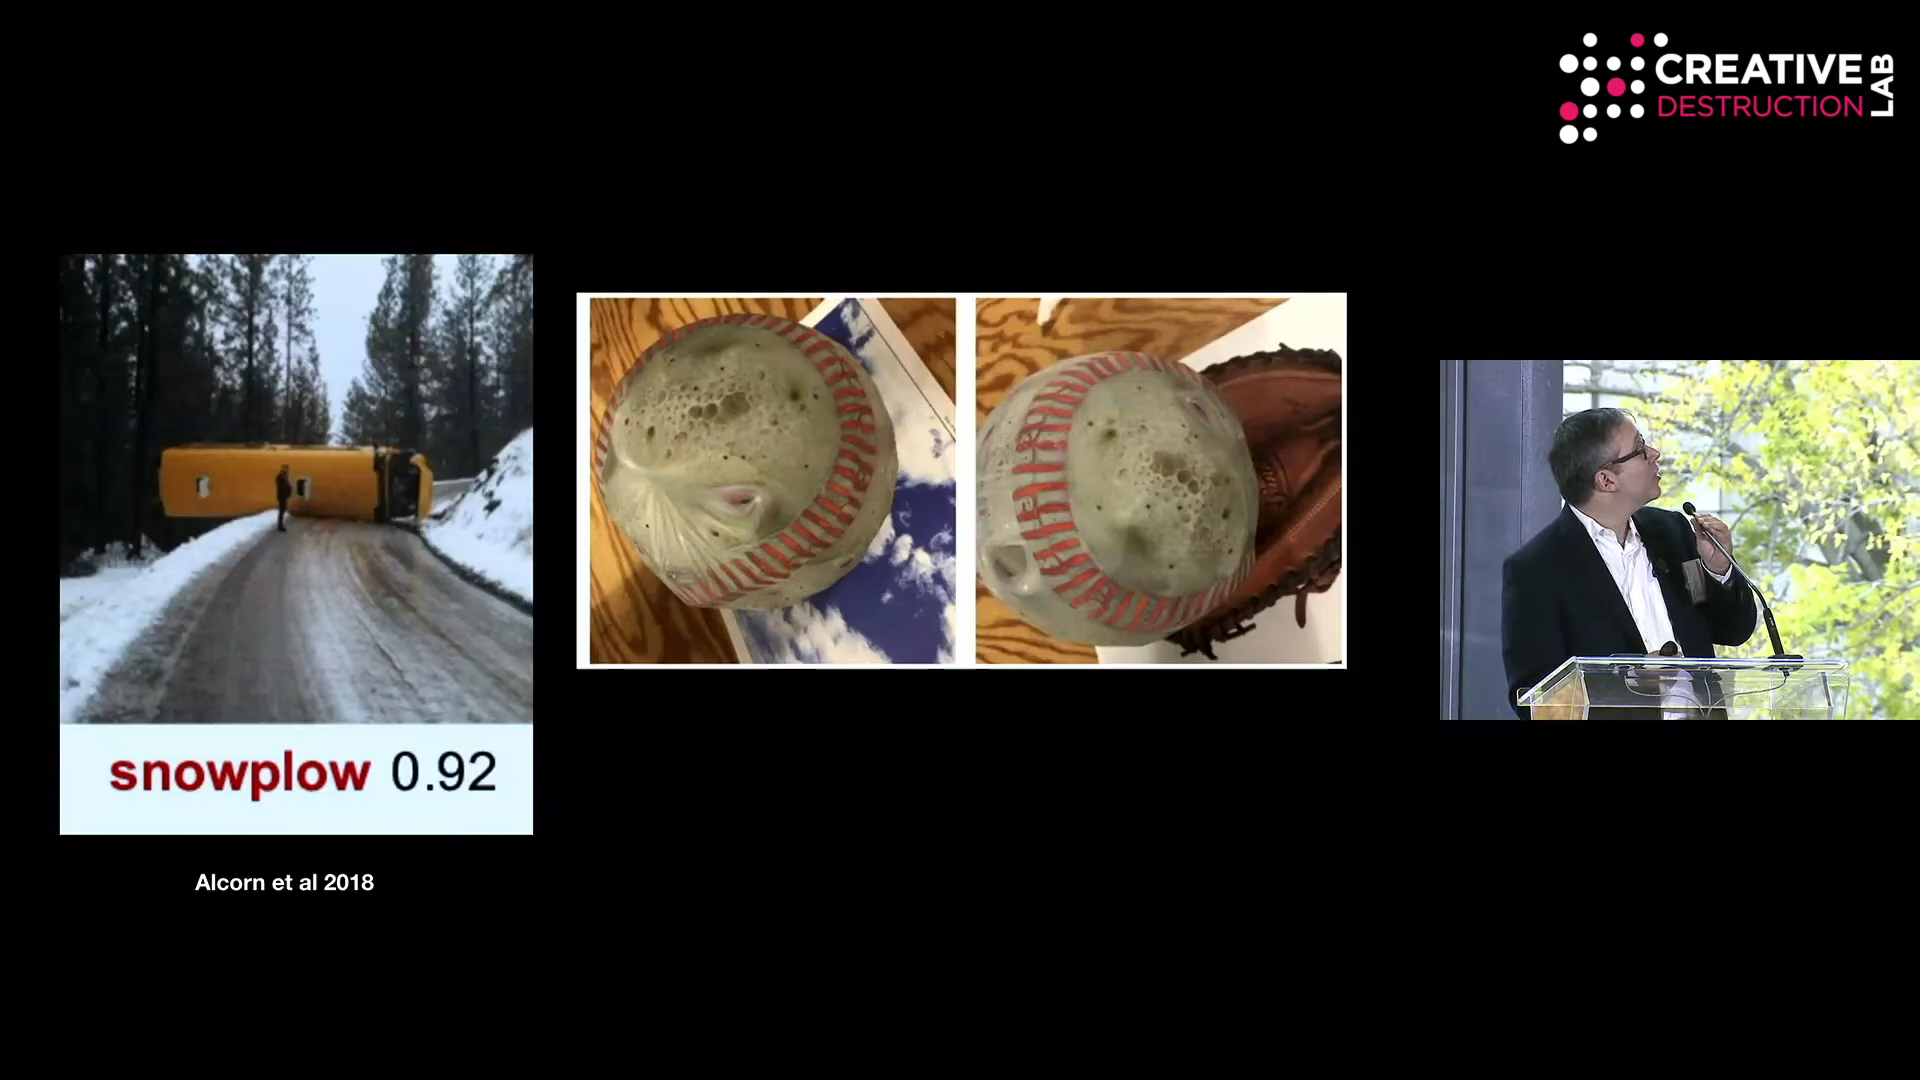 CREATIVE
DESTRUCTION
LAB
snowplow 0.92
Alcorn et al 2018